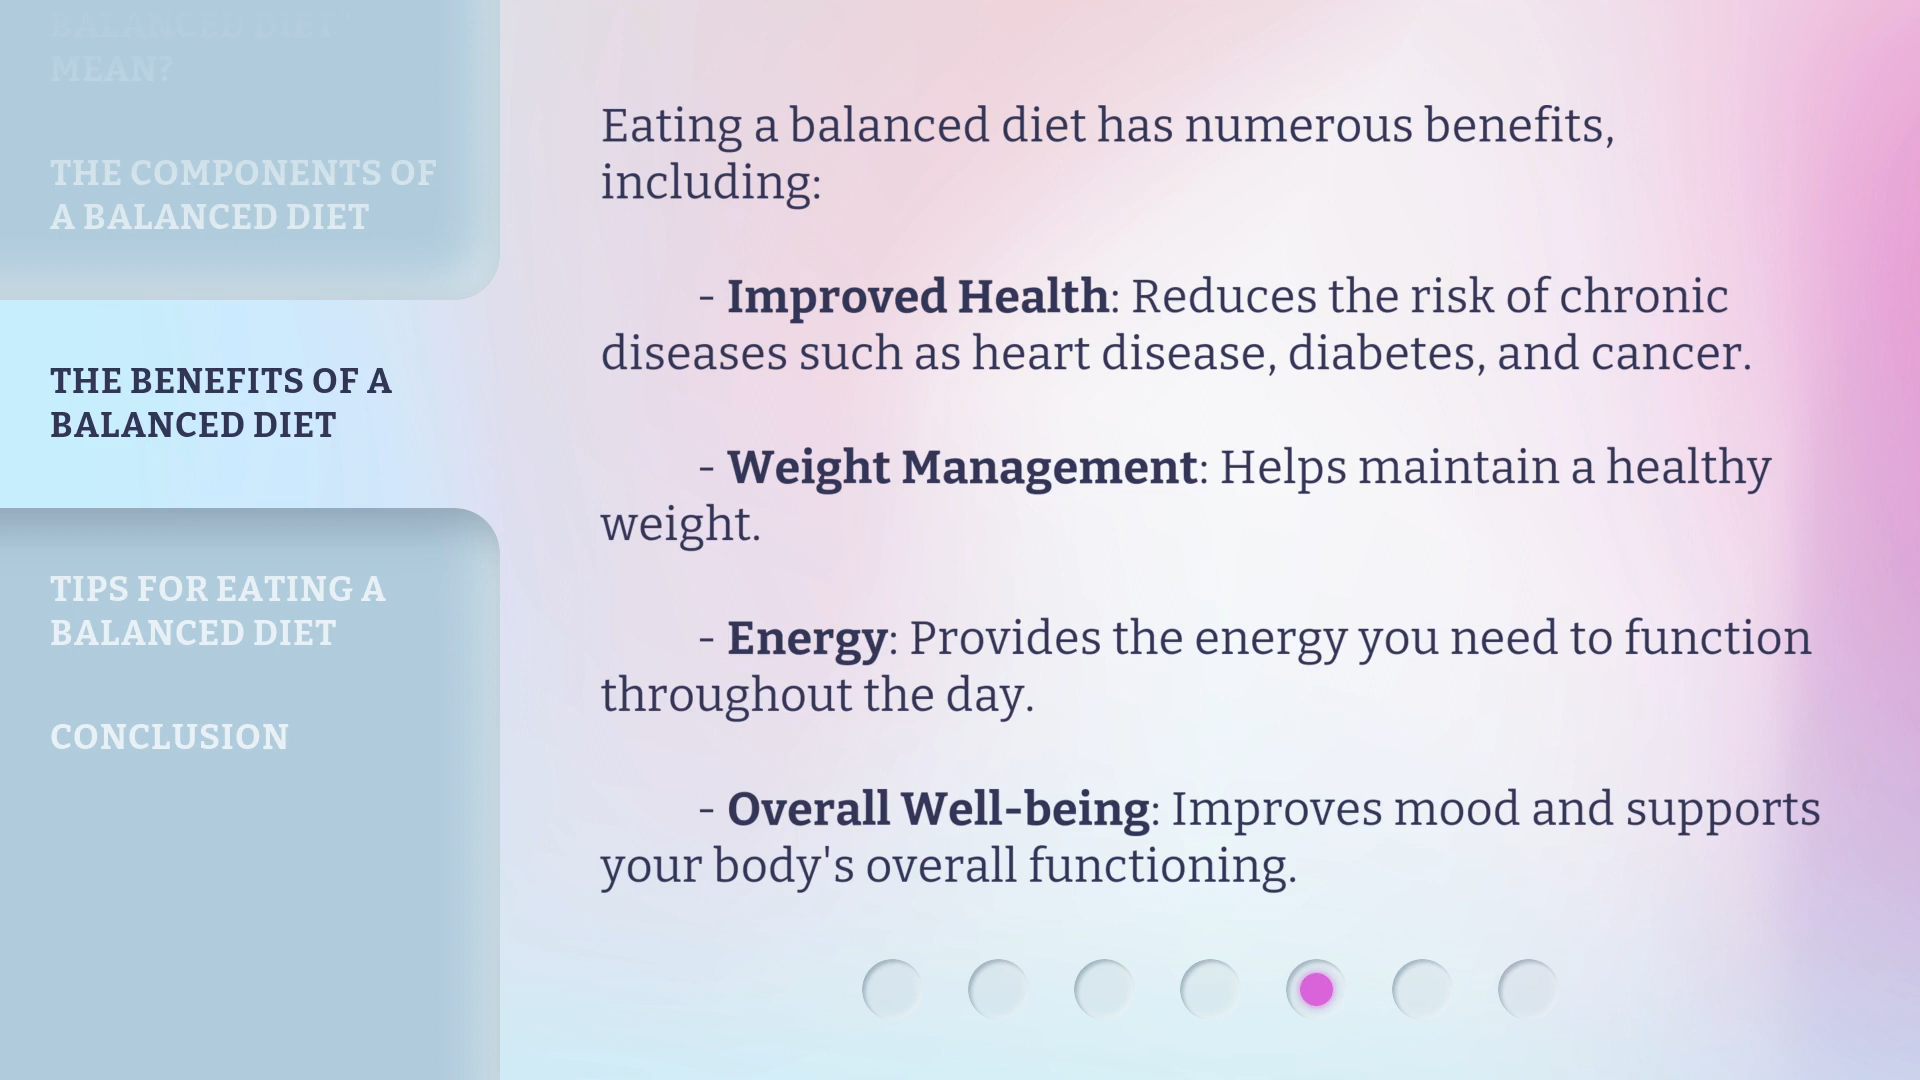 BALANCED DIET
MEAN?
THE COMPONENTS OF
A BALANCED DIET
THE BENEFITS OF A
BALANCED DIET
TIPS FOR EATING A
BALANCED DIET
CONCLUSION
Eating a balanced diet has numerous benefits,
including:
- Improved Health: Reduces the risk of chronic
diseases such as heart disease, diabetes, and cancer.
- Weight Management: Helps maintain a healthy
weight.
- Energy: Provides the energy you need to function
throughout the day.
- Overall Well-being: Improves mood and supports
your body's overall functioning.